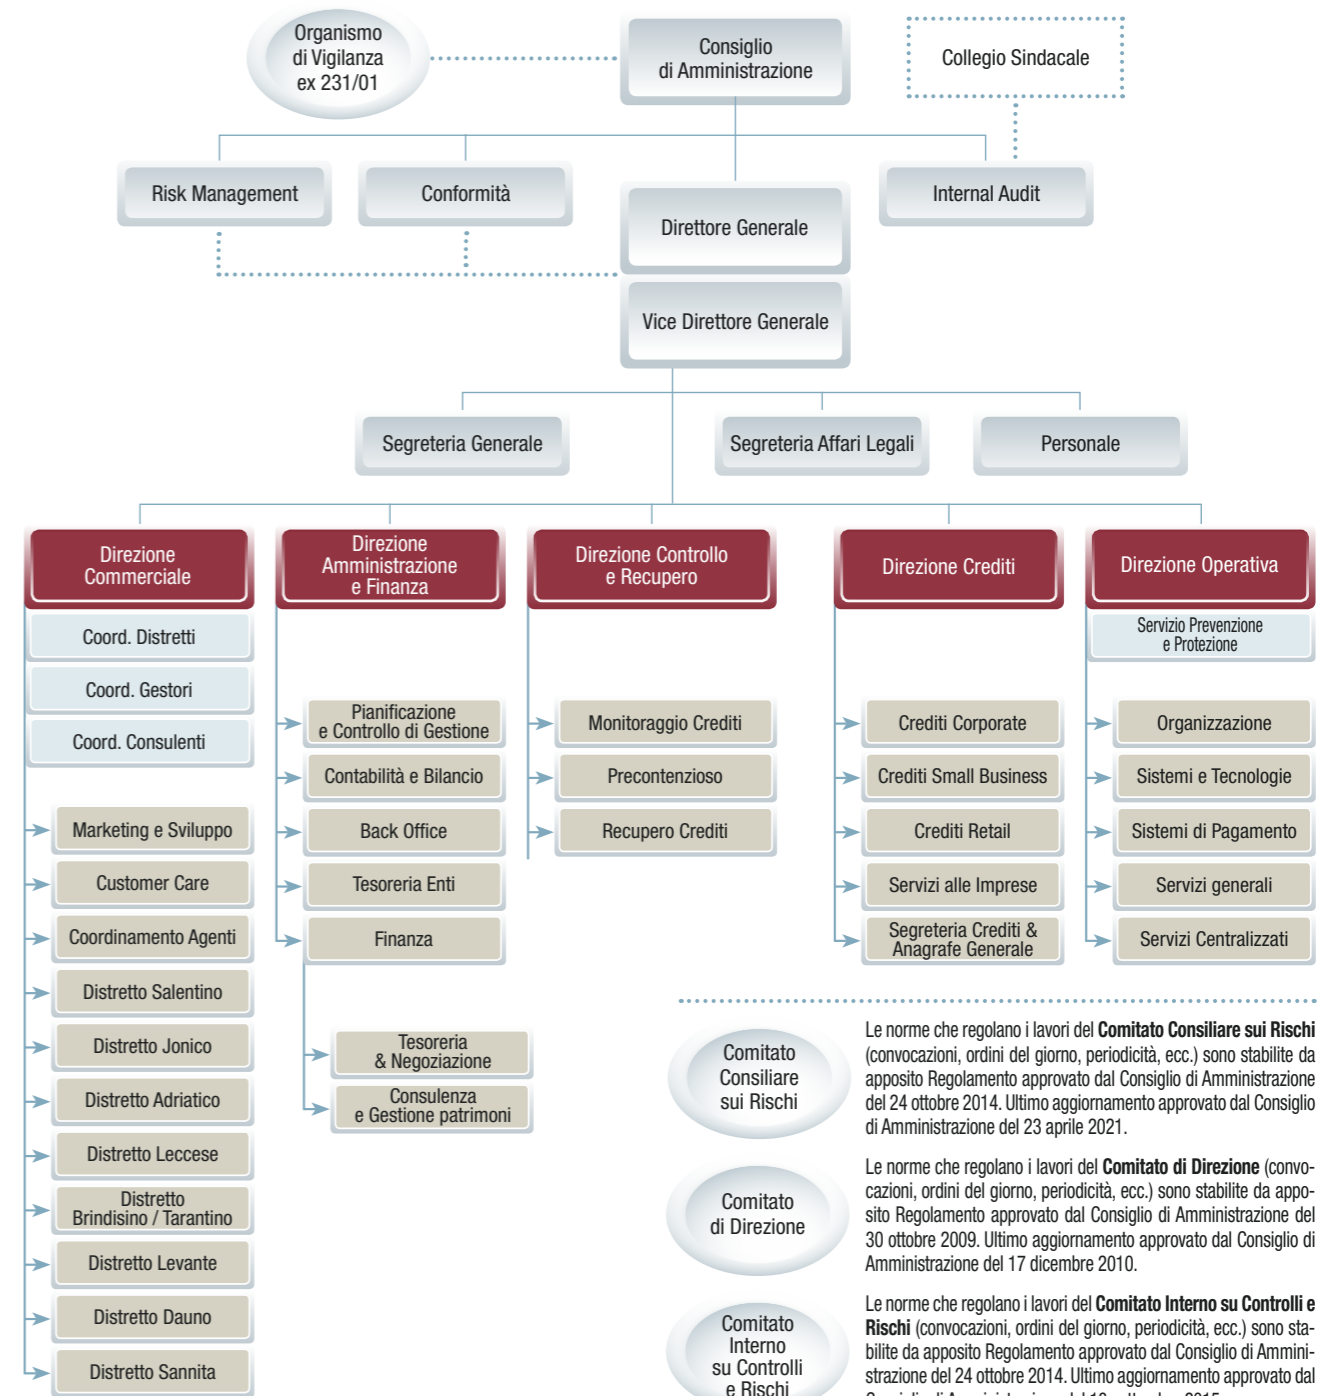 Organismo
di Vigilanza
ex 231/01
Consiglio
di Amministrazione
Collegio Sindacale
Risk Management
Conformità
Internal Audit
Direttore Generale
Vice Direttore Generale
Segreteria Generale
Segreteria Affari Legali
Personale
Direzione
Commerciale
Coord. Distretti
Coord. Gestori
Coord. Consulenti
Marketing e Sviluppo
Customer Care
Coordinamento Agenti
Distretto Salentino
Distretto Jonico
Distretto Adriatico
Distretto Leccese
Distretto
Brindisino / Tarantino
Distretto Levante
Distretto Dauno
Distretto Sannita
Direzione
Amministrazione
e Finanza
Pianificazione
e Controllo di Gestione
Contabilità e Bilancio
Back Office
Tesoreria Enti
Finanza
Tesoreria
& Negoziazione
Consulenza
e Gestione patrimoni
Direzione Controllo
e Recupero
Monitoraggio Crediti
Precontenzioso
Recupero Crediti
Direzione Crediti
Crediti Corporate
Crediti Small Business
Crediti Retail
Servizi alle Imprese
Segreteria Crediti &
Anagrafe Generale
Direzione Operativa
Servizio Prevenzione
e Protezione
Organizzazione
Sistemi e Tecnologie
Sistemi di Pagamento
Servizi generali
Servizi Centralizzati
Comitato
Consiliare
sui Rischi
Le norme che regolano i lavori del Comitato Consiliare sui Rischi
(convocazioni, ordini del giorno, periodicità, ecc.) sono stabilite da
apposito Regolamento approvato dal Consiglio di Amministrazione
del 24 ottobre 2014. Ultimo aggiornamento approvato dal Consiglio
di Amministrazione del 23 aprile 2021.
Comitato
di Direzione
Le norme che regolano i lavori del Comitato di Direzione (convo-
cazioni, ordini del giorno, periodicità, ecc.) sono stabilite da appo-
sito Regolamento approvato dal Consiglio di Amministrazione del
30 ottobre 2009. Ultimo aggiornamento approvato dal Consiglio di
Amministrazione del 17 dicembre 2010.
Comitato
Interno
su Controlli
e Rischi
Le norme che regolano i lavori del Comitato Interno su Controlli e
Rischi (convocazioni, ordini del giorno, periodicità, ecc.) sono sta-
bilite da apposito Regolamento approvato dal Consiglio di Ammini-
strazione del 24 ottobre 2014. Ultimo aggiornamento approvato dal